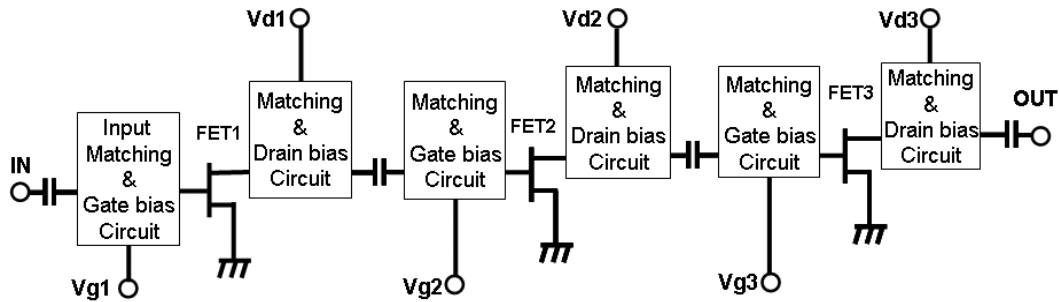 Vd1
Vd2
Vd3
Matching
&
Drain bias
Circuit
Matching
&
Gate bias
Circuit
Matching
&
Drain bias
Circuit
Matching
&
Gate bias
Circuit
Matching
&
Drain bias
Circuit
Input
Matching
&
Gate bias
Circuit
FET1
FET2
FET3
IN
OUT
Vg1
Vg2
Vg3